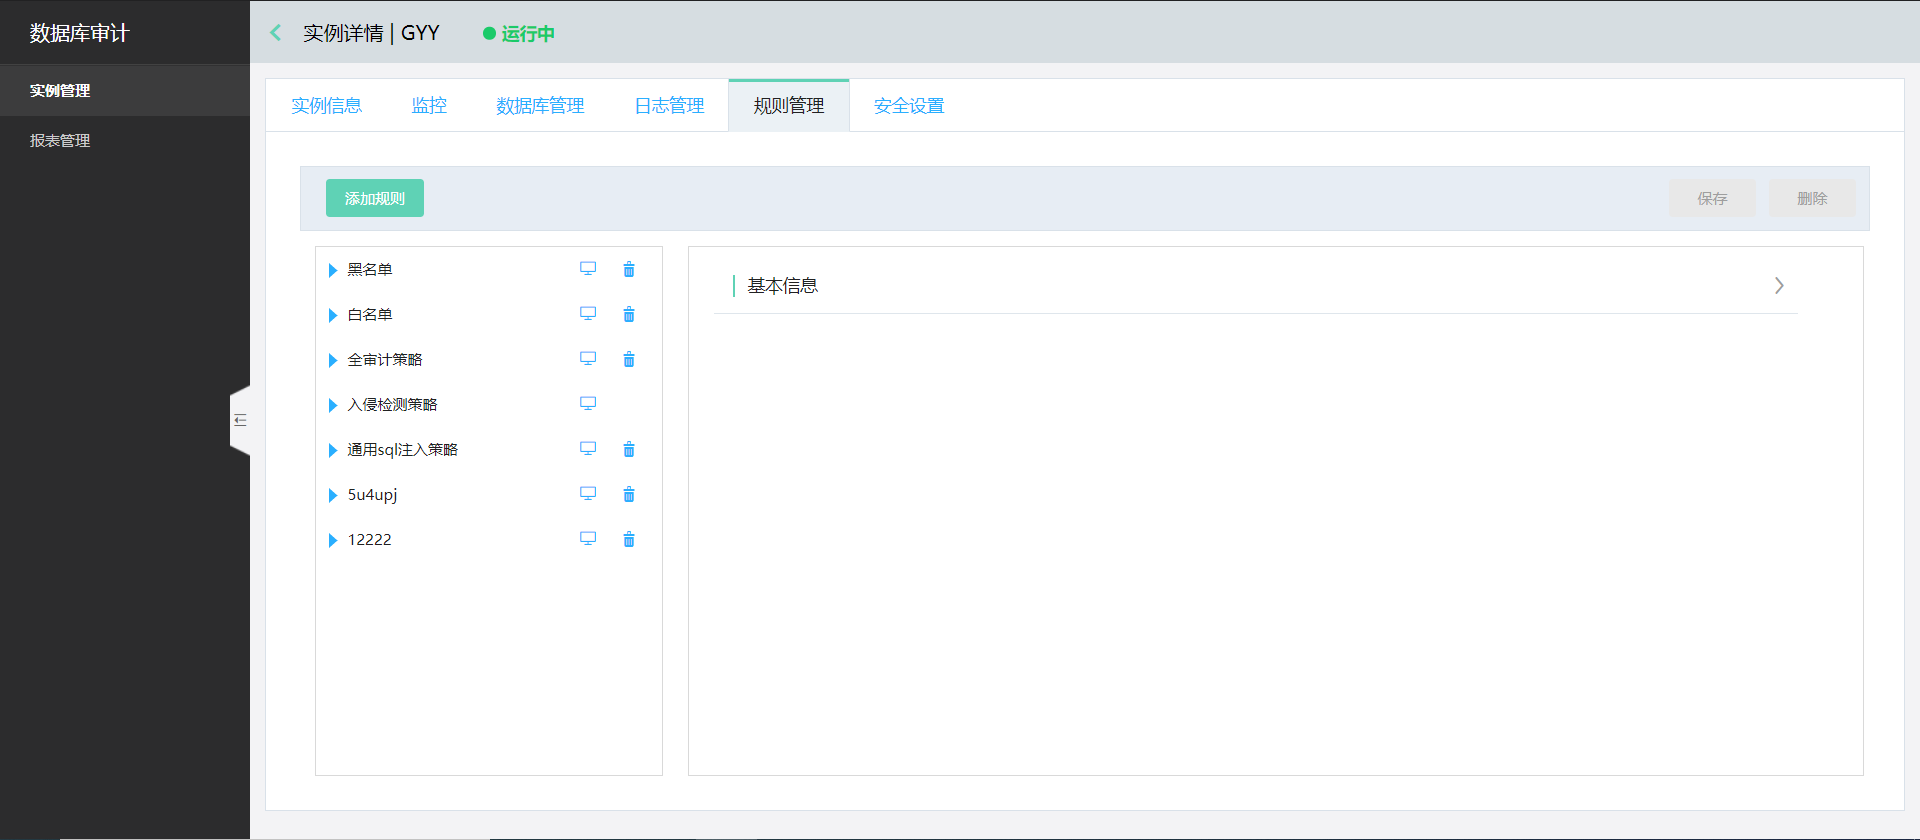 数据库审计
实例管理
报表管理
实例详情 | GYY
运行中
实例信息
监控
数据库管理
日志管理
规则管理
安全设置
添加规则
保存
删除
黑名单
白名单
全审计策略
入侵检测策略
通用sql注入策略
5u4upj
12222
基本信息